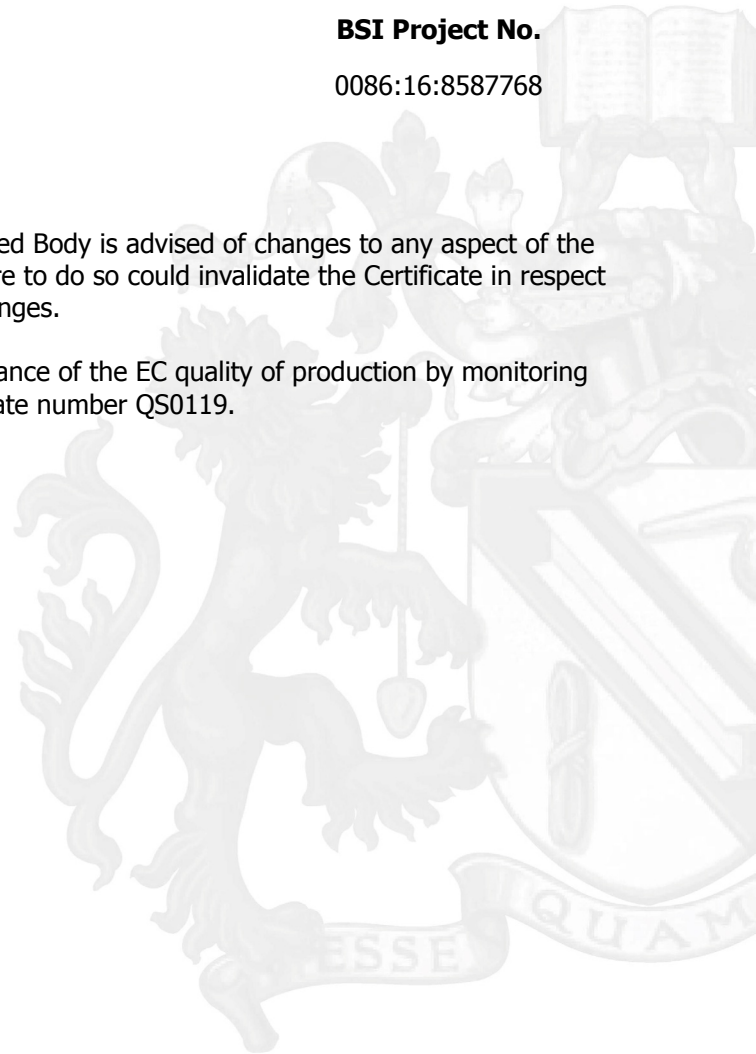 BSI Project No.
0086:16:8587768
ed Body is advised of changes to any aspect of the
re to do so could invalidate the Certificate in respect
nges.
ance of the EC quality of production by monitoring
ate number QS0119.
ESSE
QUAM